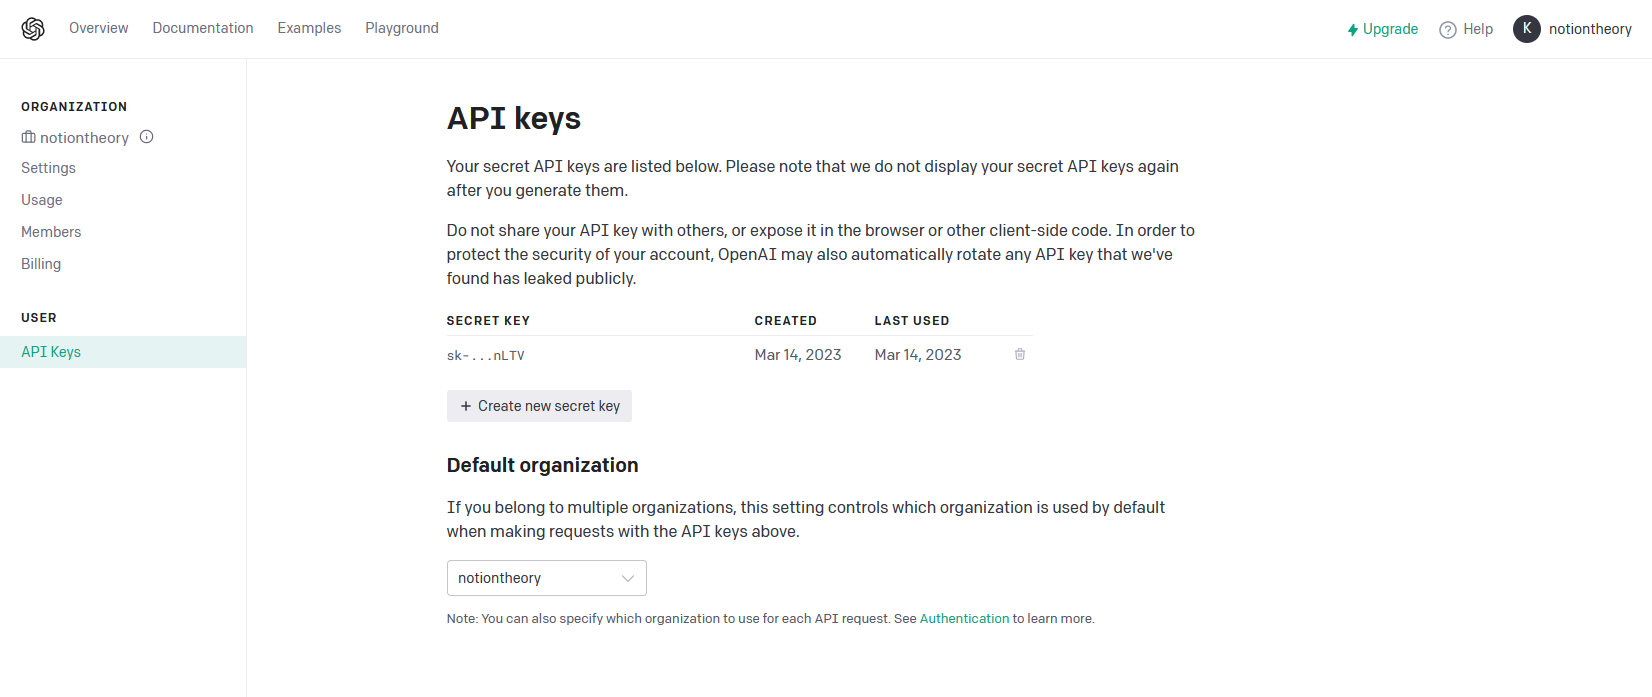 Overview Documentation Examples Playground
Upgrade Help K notiontheory
ORGANIZATION
notiontheory
Settings
Usage
Members
Billing
USER
API Keys
API keys
Your secret API keys are listed below. Please note that we do not display your secret API keys again
after you generate them.
Do not share your API key with others, or expose it in the browser or other client-side code. In order to
protect the security of your account, OpenAI may also automatically rotate any API key that we've
found has leaked publicly.
SECRET KEY CREATED LAST USED
sk-...nLTV Mar 14, 2023 Mar 14, 2023
+ Create new secret key
Default organization
If you belong to multiple organizations, this setting controls which organization is used by default
when making requests with the API keys above.
notiontheory
Note: You can also specify which organization to use for each API request. See Authentication to learn more.